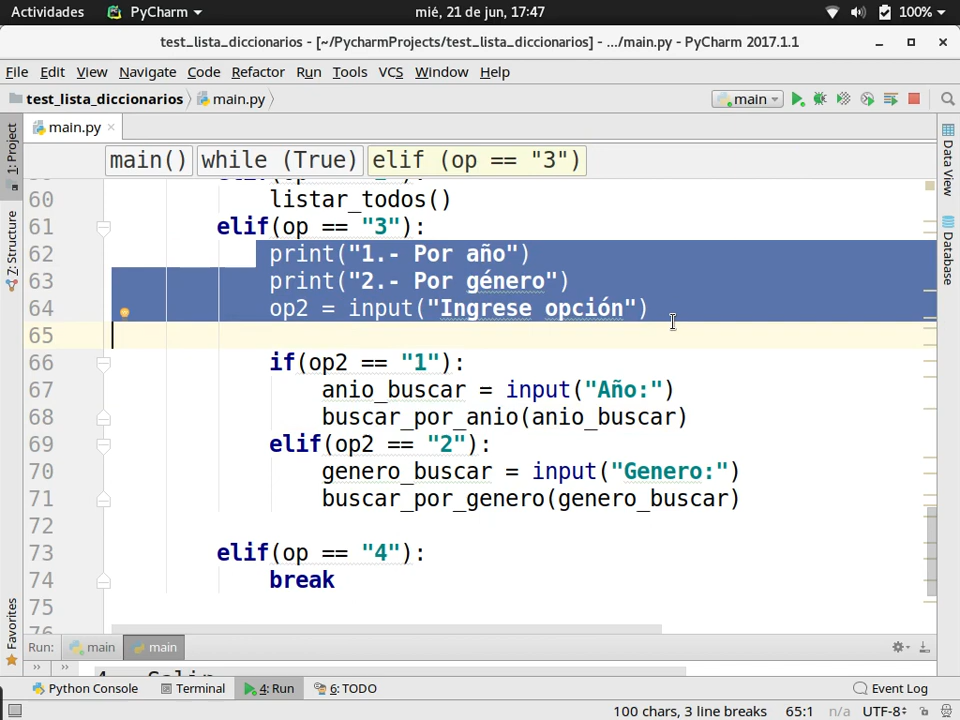 Actividades PyCharm mié, 21 de jun, 17:47 100%
test_lista_diccionarios - [~/PycharmProjects/test_lista_diccionarios] - .../main.py - PyCharm 2017.1.1
File Edit View Navigate Code Refactor Run Tools VCS Window Help
test_lista_diccionarios main.py main
1: Project
7: Structure
Favorites
main.py
main() while (True) elif (op == "3")
60 listar_todos()
61 elif(op == "3"):
62 print("1.- Por año")
63 print("2.- Por género")
64 op2 = input("Ingrese opción")
65
66 if(op2 == "1"):
67 anio_buscar = input("Año:")
68 buscar_por_anio(anio_buscar)
69 elif(op2 == "2"):
70 genero_buscar = input("Genero:")
71 buscar_por_genero(genero_buscar)
72
73 elif(op == "4"):
74 break
75
76
Data View
Database
Run: main main
Python Console Terminal 4: Run 6: TODO Event Log
100 chars, 3 line breaks 65:1 n/a UTF-8